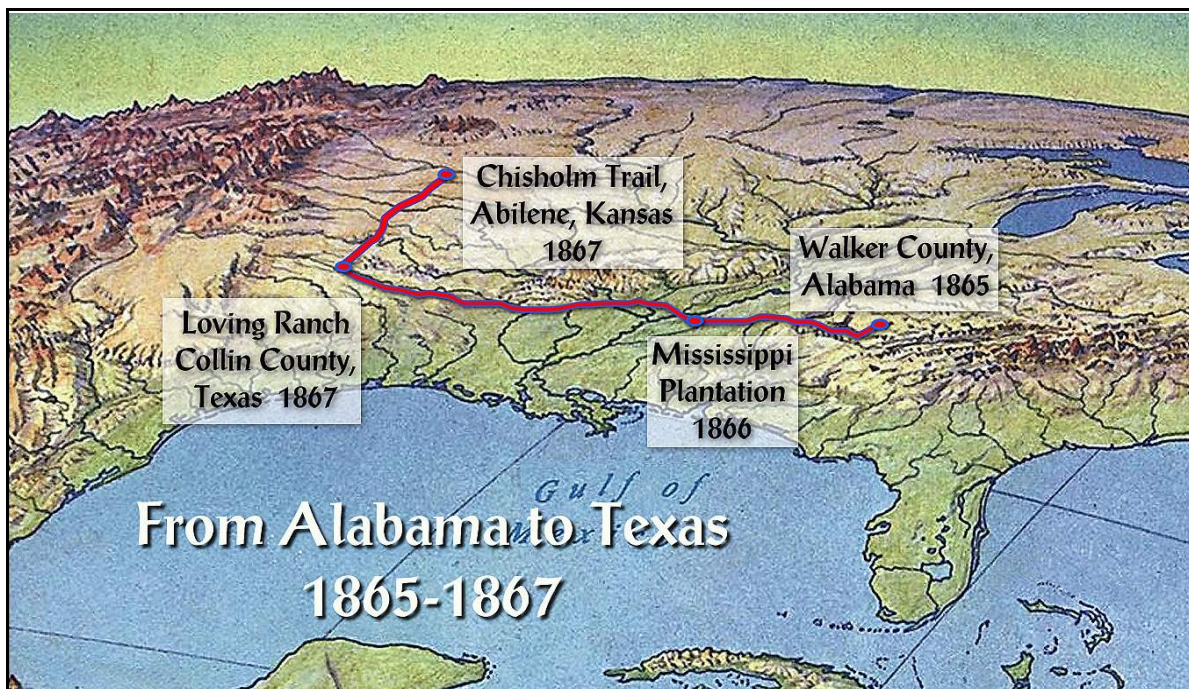 Chisholm Trail,
Abilene, Kansas
1867
Walker County,
Alabama 1865
Loving Ranch
Collin County,
Texas 1867
Mississippi
Plantation
1866
Gulf of
From Alabama to Texas
1865-1867